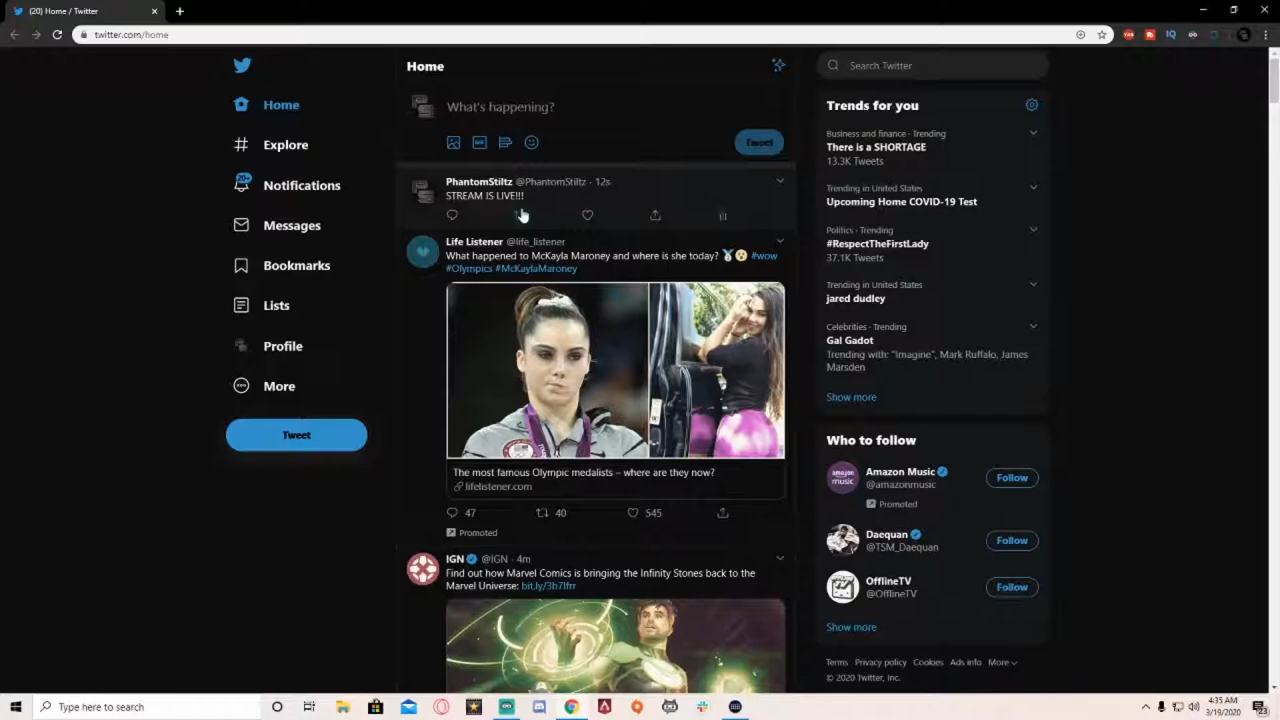 (20) Home / Twitter
twitter.com/home
Home
Explore
20+
Notifications
Messages
Bookmarks
Lists
Profile
More
Tweet
Home
What's happening?
GIF
Tweet
PhantomStiltz @PhantomStiltz · 12s
STREAM IS LIVE!!!
Life Listener @life_listener
What happened to McKayla Maroney and where is she today? #wow
#Olympics #McKaylaMaroney
The most famous Olympic medalists – where are they now?
lifelistener.com
47 40 545
Promoted
IGN @IGN · 4m
Find out how Marvel Comics is bringing the Infinity Stones back to the
Marvel Universe: bit.ly/3b7Ifrr
Search Twitter
Trends for you
Business and finance · Trending
There is a SHORTAGE
13.3K Tweets
Trending in United States
Upcoming Home COVID-19 Test
Politics · Trending
#RespectTheFirstLady
37.1K Tweets
Trending in United States
jared dudley
Celebrities · Trending
Gal Gadot
Trending with: "Imagine", Mark Ruffalo, James
Marsden
Show more
Who to follow
amazon music
Amazon Music
@amazonmusic
Follow
Promoted
Daequan
@TSM_Daequan
Follow
OfflineTV
@OfflineTV
Follow
Show more
Terms Privacy policy Cookies Ads info More
© 2020 Twitter, Inc.
Type here to search
4:35 AM
3/19/2020
23